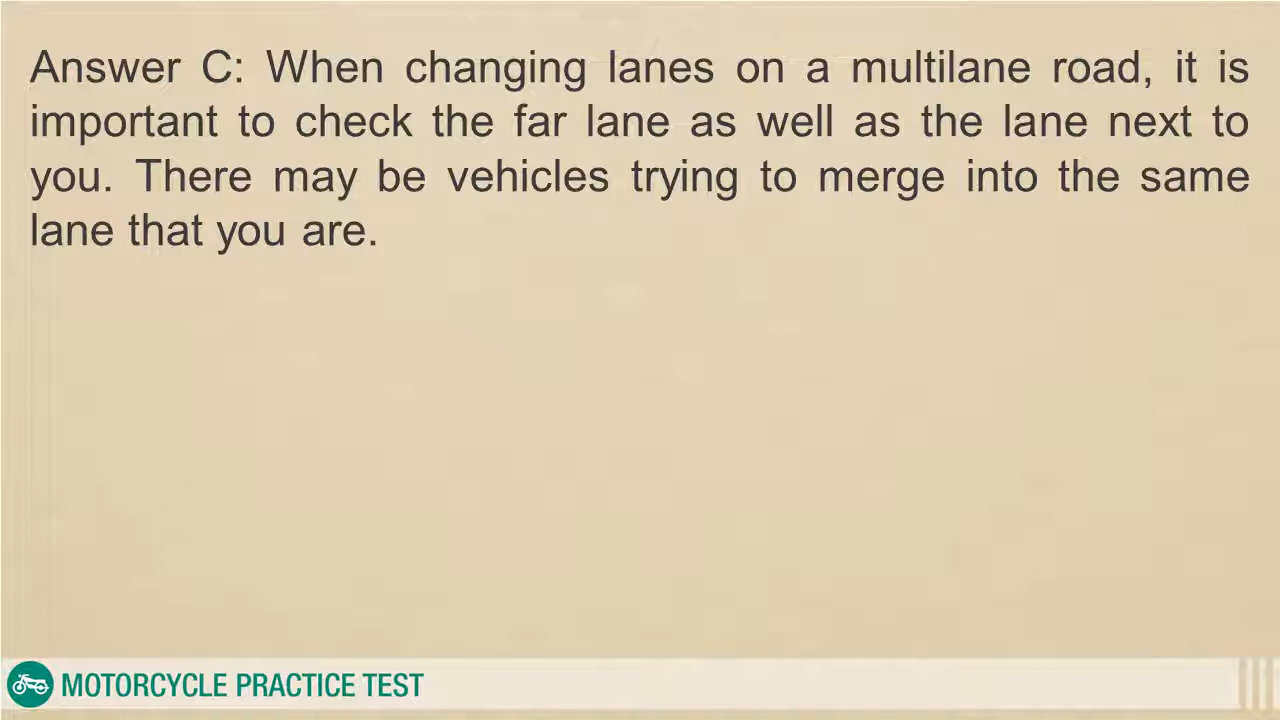 Answer C: When changing lanes on a multilane road, it is
important to check the far lane as well as the lane next to
you. There may be vehicles trying to merge into the same
lane that you are.
MOTORCYCLE PRACTICE TEST